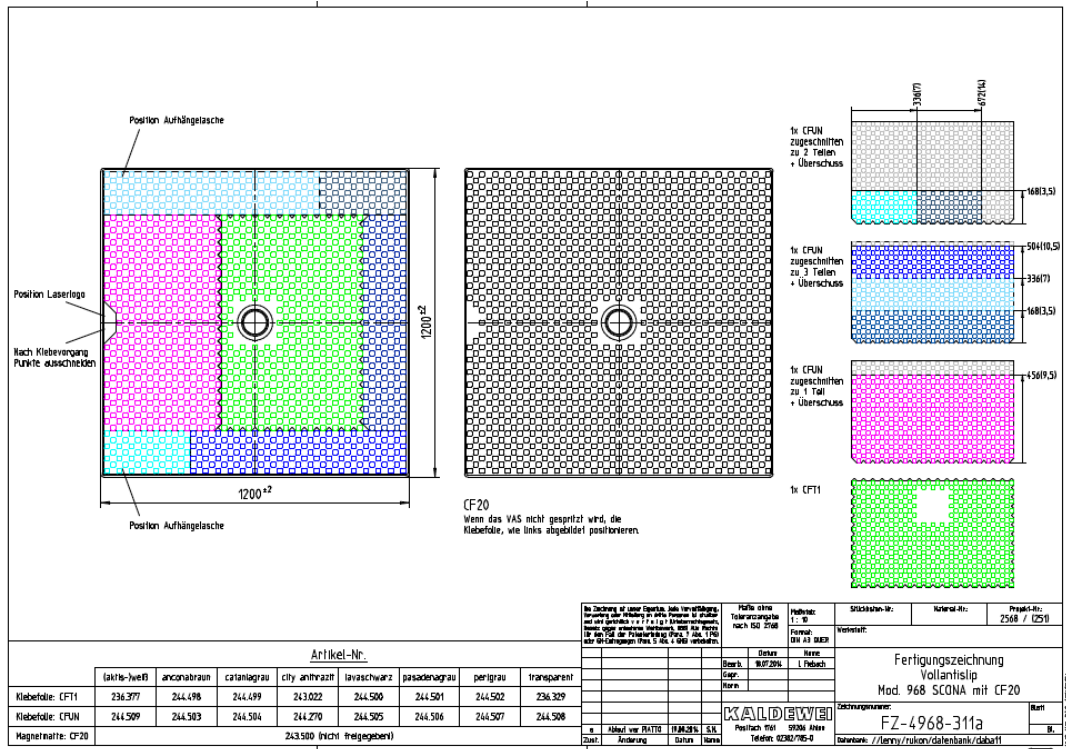 336(7)
672(14)
1x CFUN
zugeschnitten
zu 2 Teilen
+ Überschuss
168(3,5)
Position Aufhängelasche
1x CFUN
zugeschnitten
zu 3 Teilen
+ Überschuss
504(10,5)
336(7)
168(3,5)
Position Laserlogo
Nach Klebevorgang
Punkte ausschneiden
1200±2
1x CFUN
zugeschnitten
zu 1 Teil
+ Überschuss
456(9,5)
1200±2
Position Aufhängelasche
CF20
Wenn das VAS nicht gespritzt wird, die
Klebefolie, wie links abgebildet positionieren.
1x CFT1
Maße ohne
Toleranzangabe
nach ISO 2768
Maßstab:
1 : 10
Format:
DIN A3 QUER
Stücklisten-Nr.:
Material-Nr.:
Projekt-Nr.:
2568 / (251)
Werkstoff:
Datum
Name
Bearb.
18.07.2014
Gepr.
Norm
Fertigungszeichnung
Vollantislip
Mod. 968 SCONA mit CF20
KALDEWEI
Postfach 1761 59206 Ahlen
Telefon: 02382/785-0
Zeichnungsnummer:
FZ-4968-311a
Blatt
Bl.
Datenbank: //lenny/rukon/datenbank/daba11
a
Zust.
Änderung
Datum
Name
Artikel-Nr.
(aktiv-)weiß anconabraun cataniagrau city anthrazit lavaschwarz pasadenagrau perlgrau transparent
Klebefolie: CFT1 236.377 244.498 244.499 243.022 244.500 244.501 244.502 236.329
Klebefolie: CFUN 244.509 244.503 244.504 244.270 244.505 244.506 244.507 244.508
Magnetmatte: CF20 243.500 (nicht freigegeben)